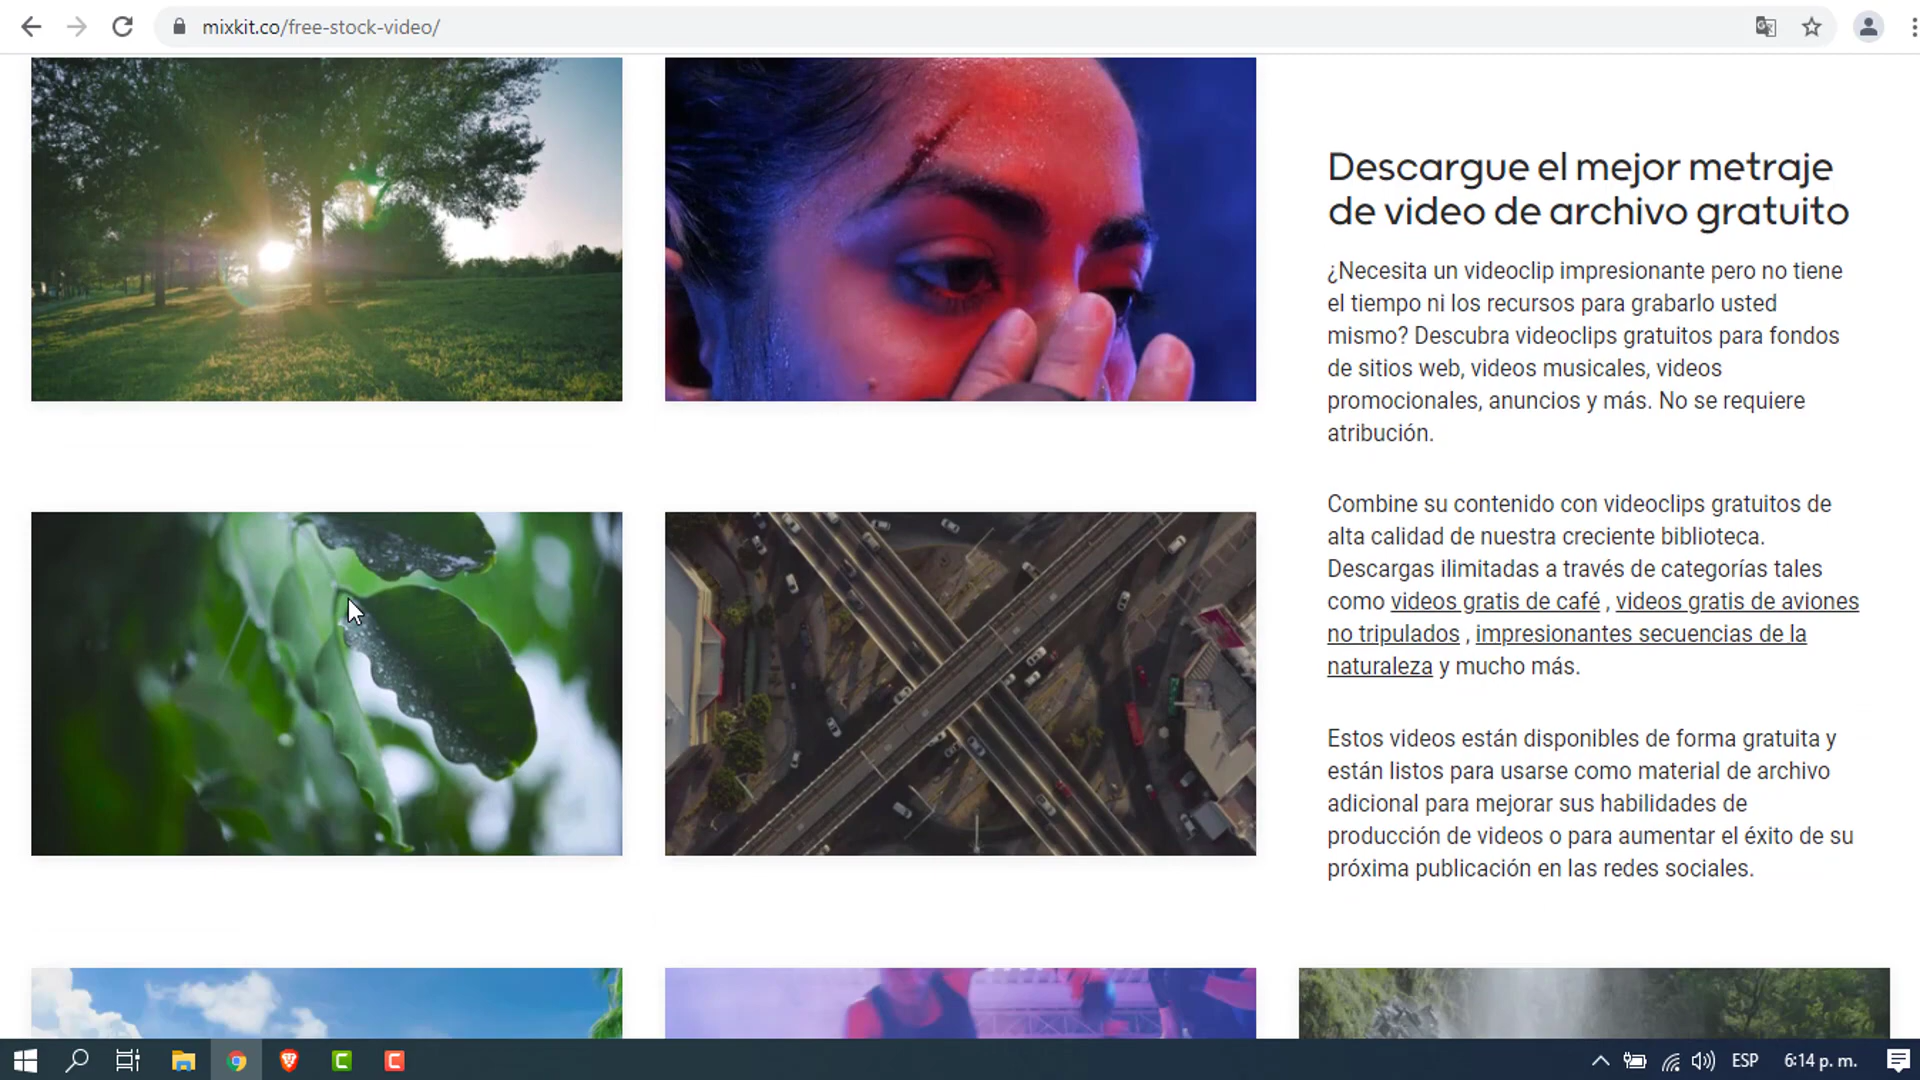 mixkit.co/free-stock-video/
Descargue el mejor metraje
de video de archivo gratuito
¿Necesita un videoclip impresionante pero no tiene
el tiempo ni los recursos para grabarlo usted
mismo? Descubra videoclips gratuitos para fondos
de sitios web, videos musicales, videos
promocionales, anuncios y más. No se requiere
atribución.
Combine su contenido con videoclips gratuitos de
alta calidad de nuestra creciente biblioteca.
Descargas ilimitadas a través de categorías tales
como videos gratis de café , videos gratis de aviones
no tripulados , impresionantes secuencias de la
naturaleza y mucho más.
Estos videos están disponibles de forma gratuita y
están listos para usarse como material de archivo
adicional para mejorar sus habilidades de
producción de videos o para aumentar el éxito de su
próxima publicación en las redes sociales.
ESP
6:14 p. m.